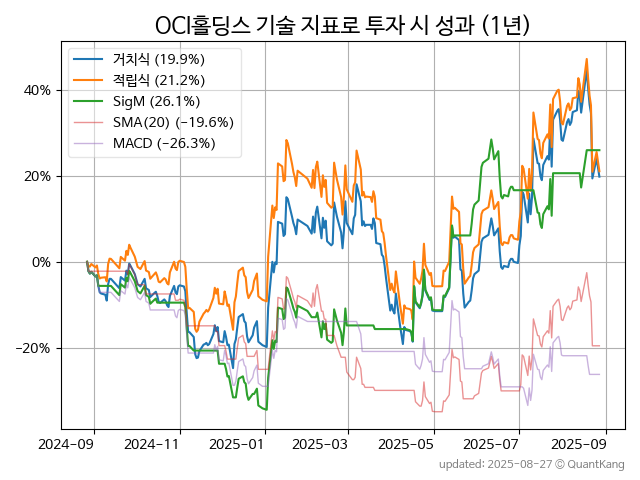 OCI홀딩스 기술 지표로 투자 시 성과 (1년)
거치식 (19.9%)
적립식 (21.2%)
SigM (26.1%)
SMA(20) (−19.6%)
MACD (−26.3%)
40%
20%
0%
−20%
2024-09 2024-11 2025-01 2025-03 2025-05 2025-07 2025-09
updated: 2025-08-27 © QuantKang